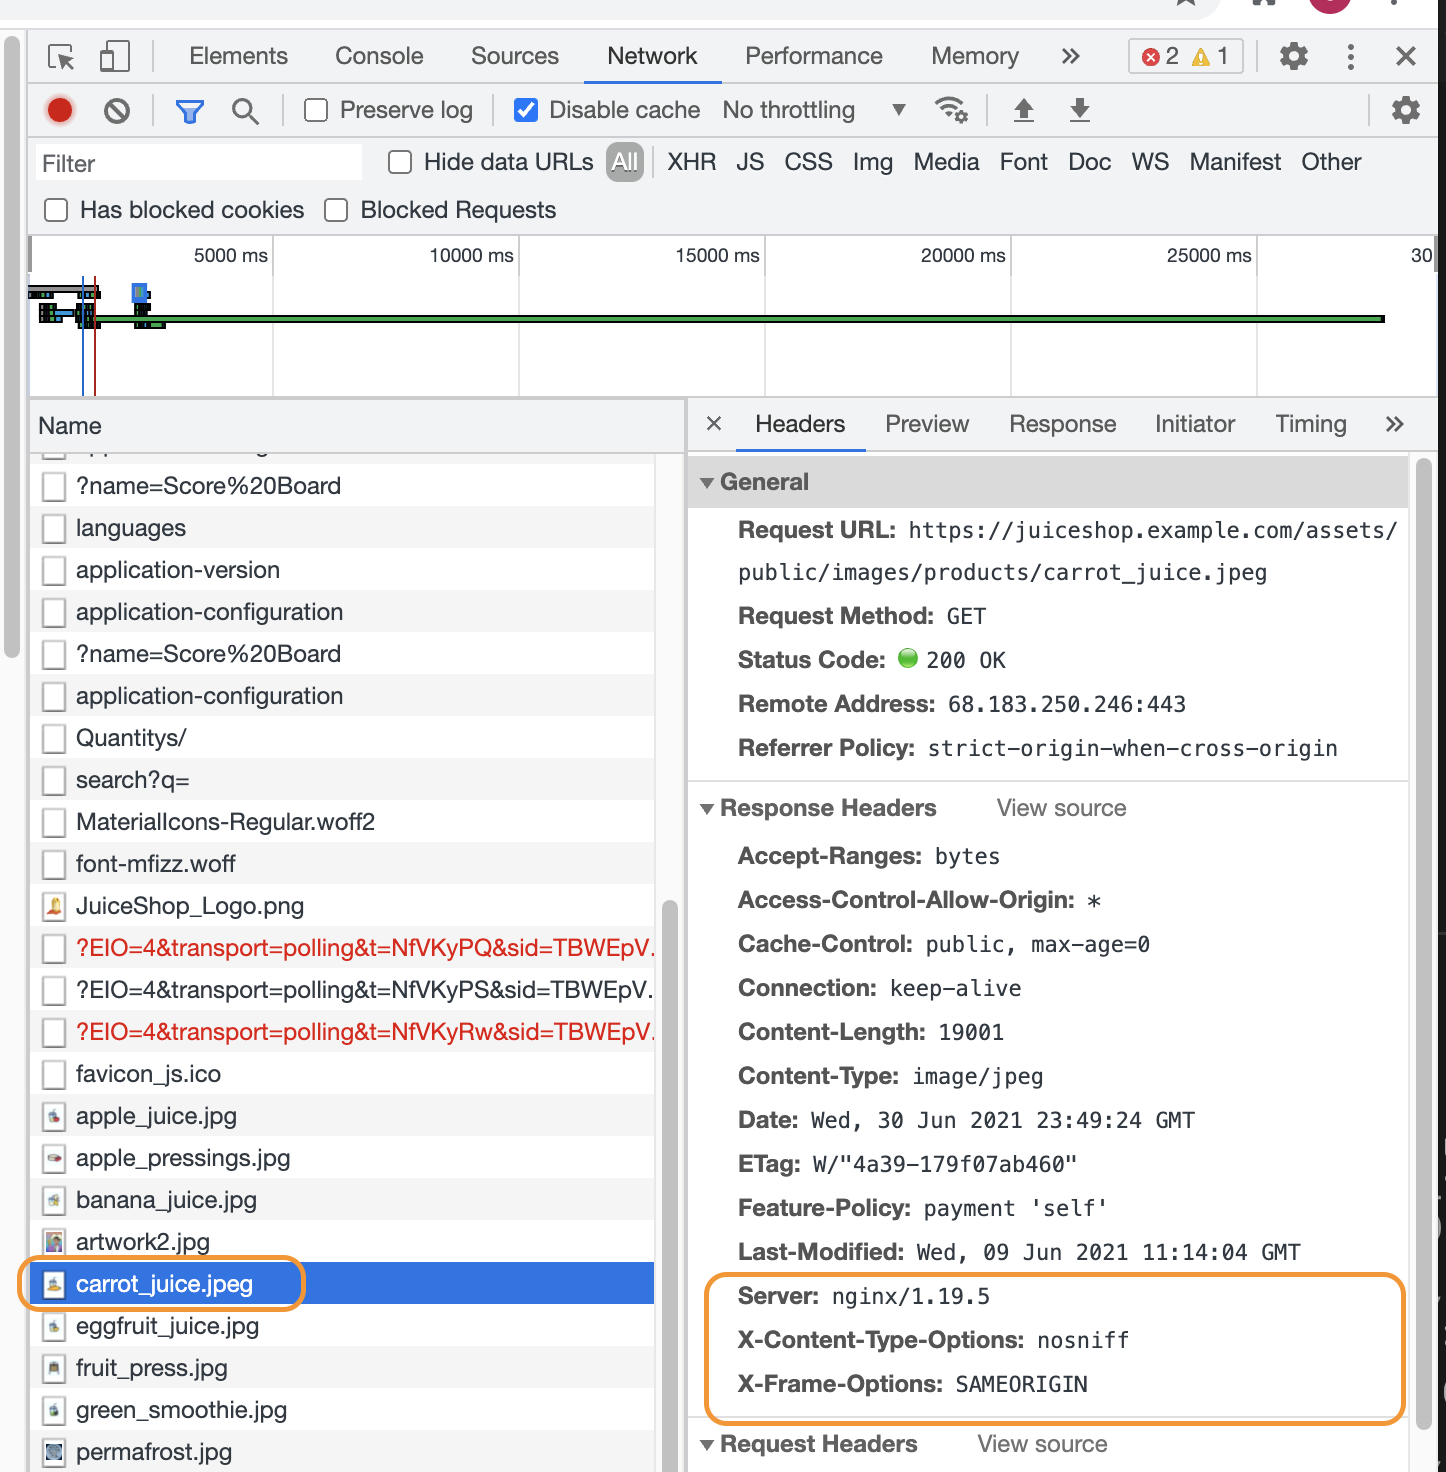 Elements Console Sources Network Performance Memory 2 1
Preserve log Disable cache No throttling
Filter Hide data URLs All XHR JS CSS Img Media Font Doc WS Manifest Other
Has blocked cookies Blocked Requests
5000 ms 10000 ms 15000 ms 20000 ms 25000 ms 30
Name
?name=Score%20Board
languages
application-version
application-configuration
?name=Score%20Board
application-configuration
Quantitys/
search?q=
MaterialIcons-Regular.woff2
font-mfizz.woff
JuiceShop_Logo.png
?EIO=4&transport=polling&t=NfVKyPQ&sid=TBWEpV.
?EIO=4&transport=polling&t=NfVKyPS&sid=TBWEpV.
?EIO=4&transport=polling&t=NfVKyRw&sid=TBWEpV.
favicon_js.ico
apple_juice.jpg
apple_pressings.jpg
banana_juice.jpg
artwork2.jpg
carrot_juice.jpeg
eggfruit_juice.jpg
fruit_press.jpg
green_smoothie.jpg
permafrost.jpg
Headers Preview Response Initiator Timing
General
Request URL: https://juiceshop.example.com/assets/
public/images/products/carrot_juice.jpeg
Request Method: GET
Status Code: 200 OK
Remote Address: 68.183.250.246:443
Referrer Policy: strict-origin-when-cross-origin
Response Headers View source
Accept-Ranges: bytes
Access-Control-Allow-Origin: *
Cache-Control: public, max-age=0
Connection: keep-alive
Content-Length: 19001
Content-Type: image/jpeg
Date: Wed, 30 Jun 2021 23:49:24 GMT
ETag: W/"4a39-179f07ab460"
Feature-Policy: payment 'self'
Last-Modified: Wed, 09 Jun 2021 11:14:04 GMT
Server: nginx/1.19.5
X-Content-Type-Options: nosniff
X-Frame-Options: SAMEORIGIN
Request Headers View source